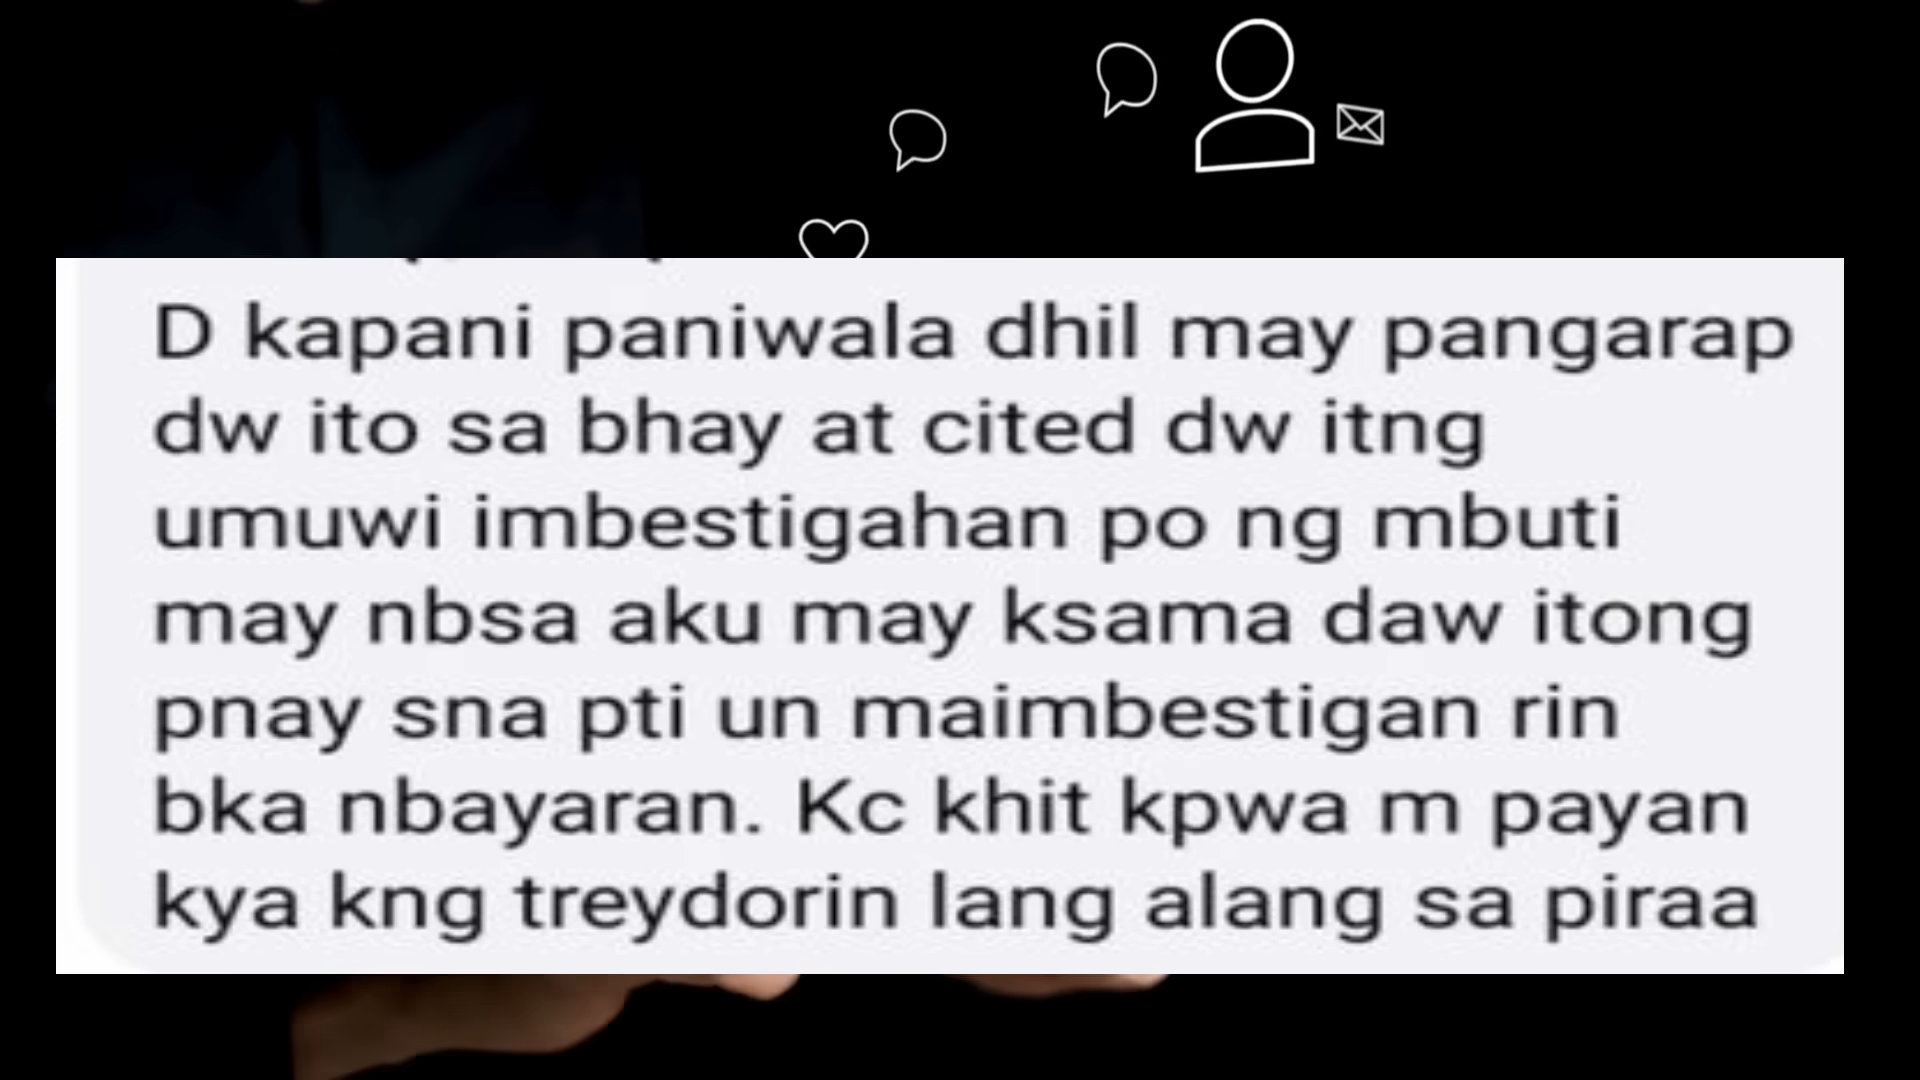 D kapani paniwala dhil may pangarap
dw ito sa bhay at cited dw itng
umuwi imbestigahan po ng mbuti
may nbsa aku may ksama daw itong
pnay sna pti un maimbestigan rin
bka nbayaran. Kc khit kpwa m payan
kya kng treydorin lang alang sa piraa